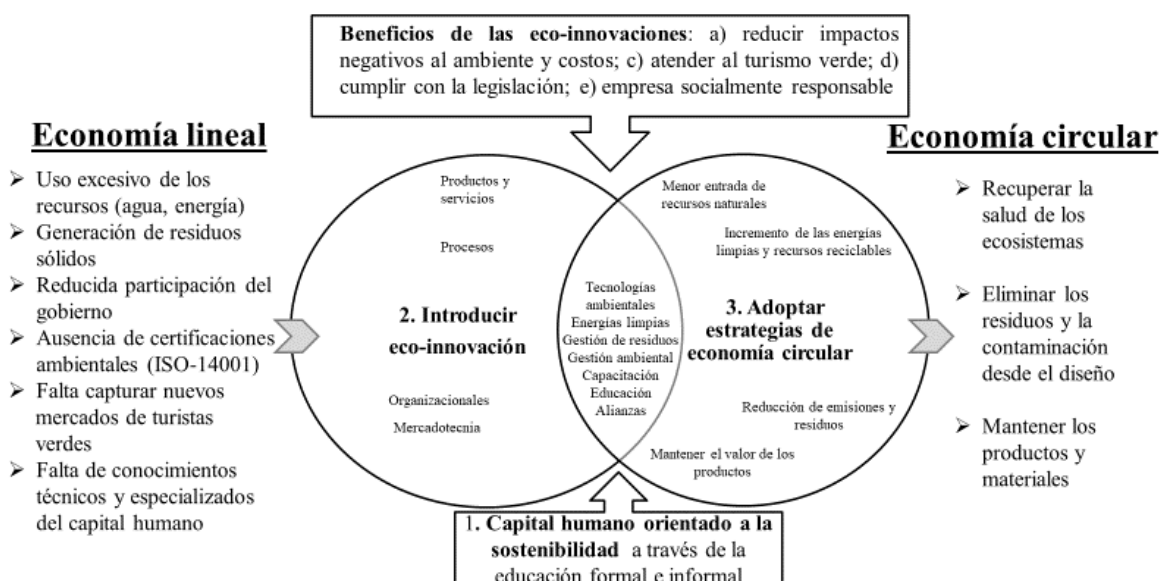 Beneficios de las eco-innovaciones: a) reducir impactos
negativos al ambiente y costos; c) atender al turismo verde; d)
cumplir con la legislación; e) empresa socialmente responsable
Economía lineal
Uso excesivo de los
recursos (agua, energía)
Generación de residuos
sólidos
Reducida participación del
gobierno
Ausencia de certificaciones
ambientales (ISO-14001)
Falta capturar nuevos
mercados de turistas
verdes
Falta de conocimientos
técnicos y especializados
del capital humano
Productos y
servicios
Procesos
2. Introducir
eco-innovación
Organizacionales
Mercadotecnia
Tecnologías
ambientales
Energías limpias
Gestión de residuos
Gestión ambiental
Capacitación
Educación
Alianzas
Menor entrada de
recursos naturales
Incremento de las energías
limpias y recursos reciclables
3. Adoptar
estrategias de
economía circular
Reducción de emisiones y
residuos
Mantener el valor de los
productos
Economía circular
Recuperar la
salud de los
ecosistemas
Eliminar los
residuos y la
contaminación
desde el diseño
Mantener los
productos y
materiales
1. Capital humano orientado a la
sostenibilidad a través de la
educación formal e informal